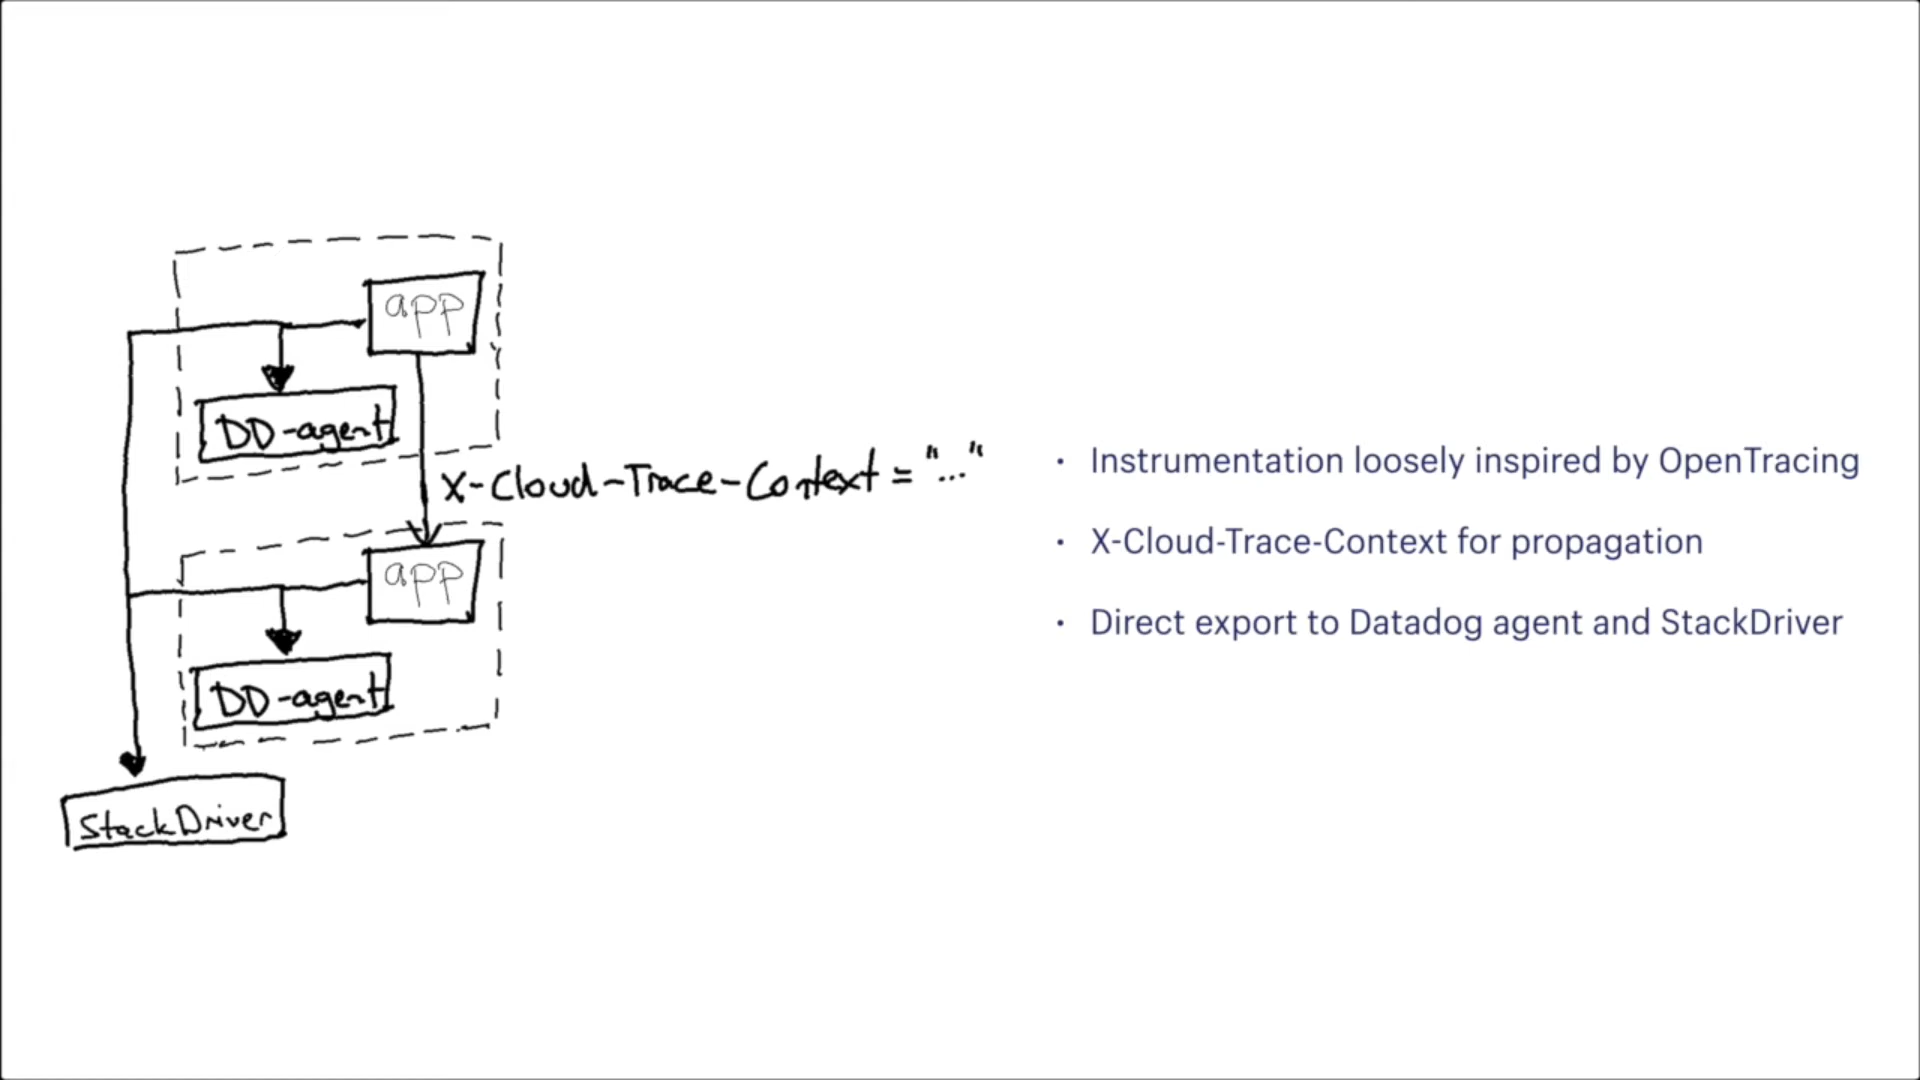 app
DD-agent
X-Cloud-Trace-Context = "..."
app
DD-agent
StackDriver
• Instrumentation loosely inspired by OpenTracing
• X-Cloud-Trace-Context for propagation
• Direct export to Datadog agent and StackDriver